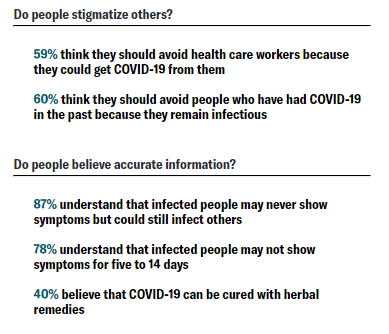 Do people stigmatize others?
59% think they should avoid health care workers because
they could get COVID-19 from them
60% think they should avoid people who have had COVID-19
in the past because they remain infectious
Do people believe accurate information?
87% understand that infected people may never show
symptoms but could still infect others
78% understand that infected people may not show
symptoms for five to 14 days
40% believe that COVID-19 can be cured with herbal
remedies